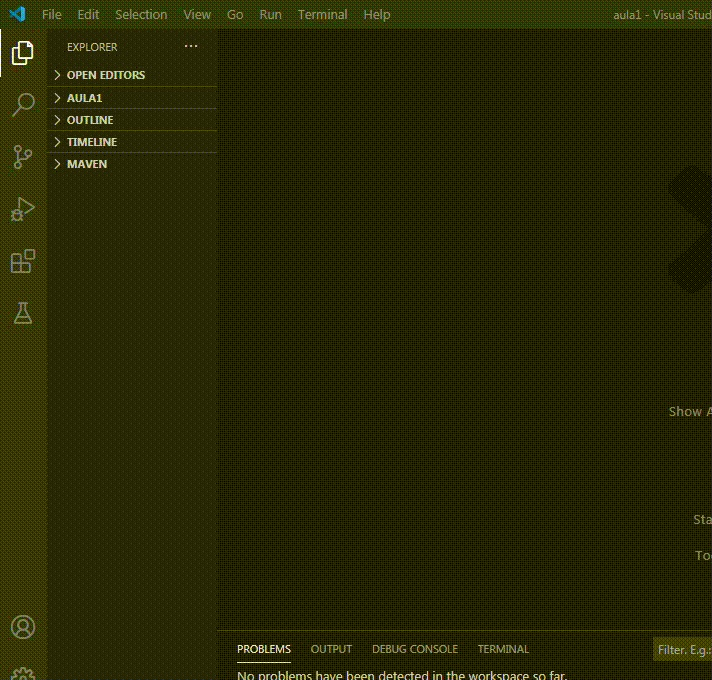 File Edit Selection View Go Run Terminal Help aula1 - Visual Stud
EXPLORER
OPEN EDITORS
AULA1
OUTLINE
TIMELINE
MAVEN
Show A
Sta
To
PROBLEMS OUTPUT DEBUG CONSOLE TERMINAL Filter. E.g.:
No problems have been detected in the workspace so far.